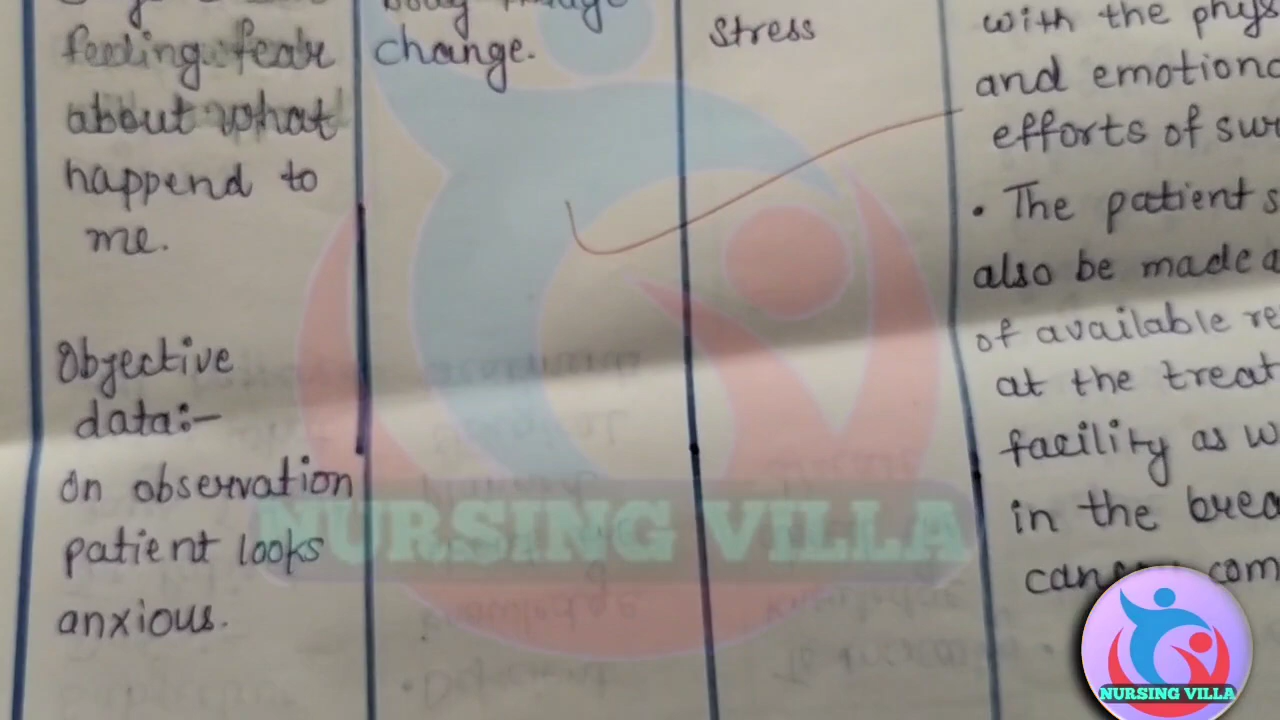 feeling fear
about what
happend to
me.
Objective
data:-
On observation
patient looks
anxious.
change.
Stress
with the phys
and emotiona
efforts of sur
• The patient s
also be made a
of available re
at the treat
facility as w
in the brea
com
NURSING VILLA
NURSING VILLA